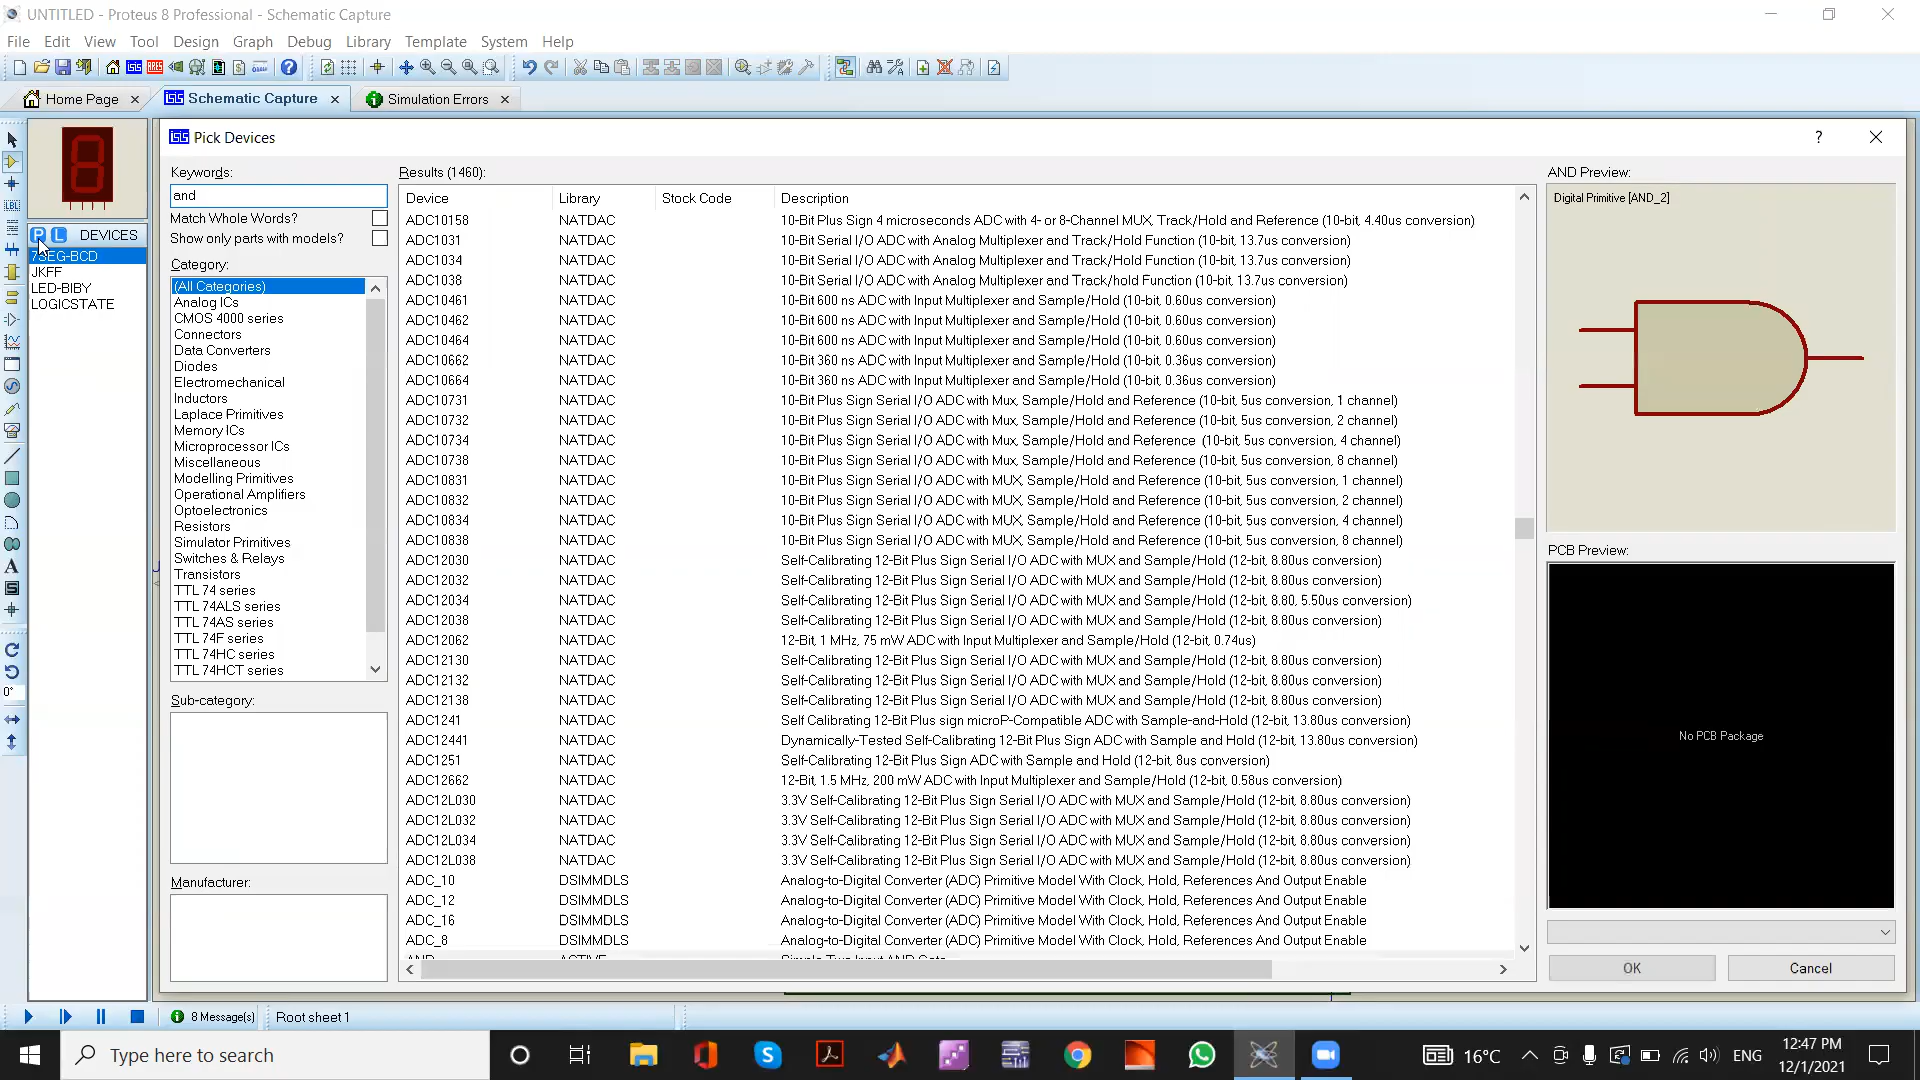 UNTITLED - Proteus 8 Professional - Schematic Capture
File Edit View Tool Design Graph Debug Library Template System Help
Home Page
Schematic Capture
Simulation Errors
P L DEVICES
7SEG-BCD
JKFF
LED-BIBY
LOGICSTATE
Pick Devices
Keywords:
and
Match Whole Words?
Show only parts with models?
Category:
(All Categories)
Analog ICs
CMOS 4000 series
Connectors
Data Converters
Diodes
Electromechanical
Inductors
Laplace Primitives
Memory ICs
Microprocessor ICs
Miscellaneous
Modelling Primitives
Operational Amplifiers
Optoelectronics
Resistors
Simulator Primitives
Switches & Relays
Transistors
TTL 74 series
TTL 74ALS series
TTL 74AS series
TTL 74F series
TTL 74HC series
TTL 74HCT series
Sub-category:
Manufacturer:
Results (1460):
Device Library Stock Code Description
ADC10158 NATDAC 10-Bit Plus Sign 4 microseconds ADC with 4- or 8-Channel MUX, Track/Hold and Reference (10-bit, 4.40us conversion)
ADC1031 NATDAC 10-Bit Serial I/O ADC with Analog Multiplexer and Track/Hold Function (10-bit, 13.7us conversion)
ADC1034 NATDAC 10-Bit Serial I/O ADC with Analog Multiplexer and Track/Hold Function (10-bit, 13.7us conversion)
ADC1038 NATDAC 10-Bit Serial I/O ADC with Analog Multiplexer and Track/hold Function (10-bit, 13.7us conversion)
ADC10461 NATDAC 10-Bit 600 ns ADC with Input Multiplexer and Sample/Hold (10-bit, 0.60us conversion)
ADC10462 NATDAC 10-Bit 600 ns ADC with Input Multiplexer and Sample/Hold (10-bit, 0.60us conversion)
ADC10464 NATDAC 10-Bit 600 ns ADC with Input Multiplexer and Sample/Hold (10-bit, 0.60us conversion)
ADC10662 NATDAC 10-Bit 360 ns ADC with Input Multiplexer and Sample/Hold (10-bit, 0.36us conversion)
ADC10664 NATDAC 10-Bit 360 ns ADC with Input Multiplexer and Sample/Hold (10-bit, 0.36us conversion)
ADC10731 NATDAC 10-Bit Plus Sign Serial I/O ADC with Mux, Sample/Hold and Reference (10-bit, 5us conversion, 1 channel)
ADC10732 NATDAC 10-Bit Plus Sign Serial I/O ADC with Mux, Sample/Hold and Reference (10-bit, 5us conversion, 2 channel)
ADC10734 NATDAC 10-Bit Plus Sign Serial I/O ADC with Mux, Sample/Hold and Reference (10-bit, 5us conversion, 4 channel)
ADC10738 NATDAC 10-Bit Plus Sign Serial I/O ADC with Mux, Sample/Hold and Reference (10-bit, 5us conversion, 8 channel)
ADC10831 NATDAC 10-Bit Plus Sign Serial I/O ADC with MUX, Sample/Hold and Reference (10-bit, 5us conversion, 1 channel)
ADC10832 NATDAC 10-Bit Plus Sign Serial I/O ADC with MUX, Sample/Hold and Reference (10-bit, 5us conversion, 2 channel)
ADC10834 NATDAC 10-Bit Plus Sign Serial I/O ADC with MUX, Sample/Hold and Reference (10-bit, 5us conversion, 4 channel)
ADC10838 NATDAC 10-Bit Plus Sign Serial I/O ADC with MUX, Sample/Hold and Reference (10-bit, 5us conversion, 8 channel)
ADC12030 NATDAC Self-Calibrating 12-Bit Plus Sign Serial I/O ADC with MUX and Sample/Hold (12-bit, 8.80us conversion)
ADC12032 NATDAC Self-Calibrating 12-Bit Plus Sign Serial I/O ADC with MUX and Sample/Hold (12-bit, 8.80us conversion)
ADC12034 NATDAC Self-Calibrating 12-Bit Plus Sign Serial I/O ADC with MUX and Sample/Hold (12-bit, 8.80, 5.50us conversion)
ADC12038 NATDAC Self-Calibrating 12-Bit Plus Sign Serial I/O ADC with MUX and Sample/Hold (12-bit, 8.80us conversion)
ADC12062 NATDAC 12-Bit, 1 MHz, 75 mW ADC with Input Multiplexer and Sample/Hold (12-bit, 0.74us)
ADC12130 NATDAC Self-Calibrating 12-Bit Plus Sign Serial I/O ADC with MUX and Sample/Hold (12-bit, 8.80us conversion)
ADC12132 NATDAC Self-Calibrating 12-Bit Plus Sign Serial I/O ADC with MUX and Sample/Hold (12-bit, 8.80us conversion)
ADC12138 NATDAC Self-Calibrating 12-Bit Plus Sign Serial I/O ADC with MUX and Sample/Hold (12-bit, 8.80us conversion)
ADC1241 NATDAC Self Calibrating 12-Bit Plus sign microP-Compatible ADC with Sample-and-Hold (12-bit, 13.80us conversion)
ADC12441 NATDAC Dynamically-Tested Self-Calibrating 12-Bit Plus Sign ADC with Sample and Hold (12-bit, 13.80us conversion)
ADC1251 NATDAC Self-Calibrating 12-Bit Plus Sign ADC with Sample and Hold (12-bit, 8us conversion)
ADC12662 NATDAC 12-Bit, 1.5 MHz, 200 mW ADC with Input Multiplexer and Sample/Hold (12-bit, 0.58us conversion)
ADC12L030 NATDAC 3.3V Self-Calibrating 12-Bit Plus Sign Serial I/O ADC with MUX and Sample/Hold (12-bit, 8.80us conversion)
ADC12L032 NATDAC 3.3V Self-Calibrating 12-Bit Plus Sign Serial I/O ADC with MUX and Sample/Hold (12-bit, 8.80us conversion)
ADC12L034 NATDAC 3.3V Self-Calibrating 12-Bit Plus Sign Serial I/O ADC with MUX and Sample/Hold (12-bit, 8.80us conversion)
ADC12L038 NATDAC 3.3V Self-Calibrating 12-Bit Plus Sign Serial I/O ADC with MUX and Sample/Hold (12-bit, 8.80us conversion)
ADC_10 DSIMMDLS Analog-to-Digital Converter (ADC) Primitive Model With Clock, Hold, References And Output Enable
ADC_12 DSIMMDLS Analog-to-Digital Converter (ADC) Primitive Model With Clock, Hold, References And Output Enable
ADC_16 DSIMMDLS Analog-to-Digital Converter (ADC) Primitive Model With Clock, Hold, References And Output Enable
ADC_8 DSIMMDLS Analog-to-Digital Converter (ADC) Primitive Model With Clock, Hold, References And Output Enable
AND ACTIVE Simple Two Input AND Gate
AND Preview:
Digital Primitive [AND_2]
PCB Preview:
No PCB Package
OK Cancel
0°
8 Message(s) Root sheet 1
Type here to search
16°C
ENG
12:47 PM
12/1/2021